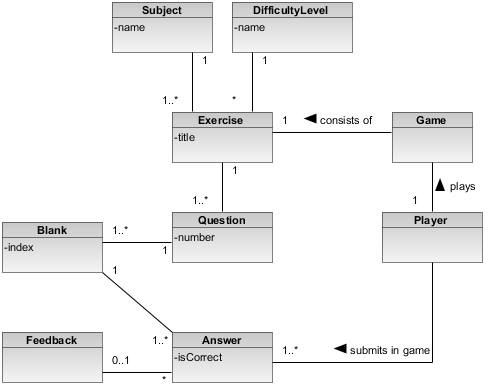 Subject
-name
DifficultyLevel
-name
1
1
1..*
*
Exercise
-title
1
consists of
Game
1
1..*
plays
1
Blank
-index
1..*
1
Question
-number
Player
1
1..*
Feedback
0..1
*
Answer
-isCorrect
1..*
submits in game